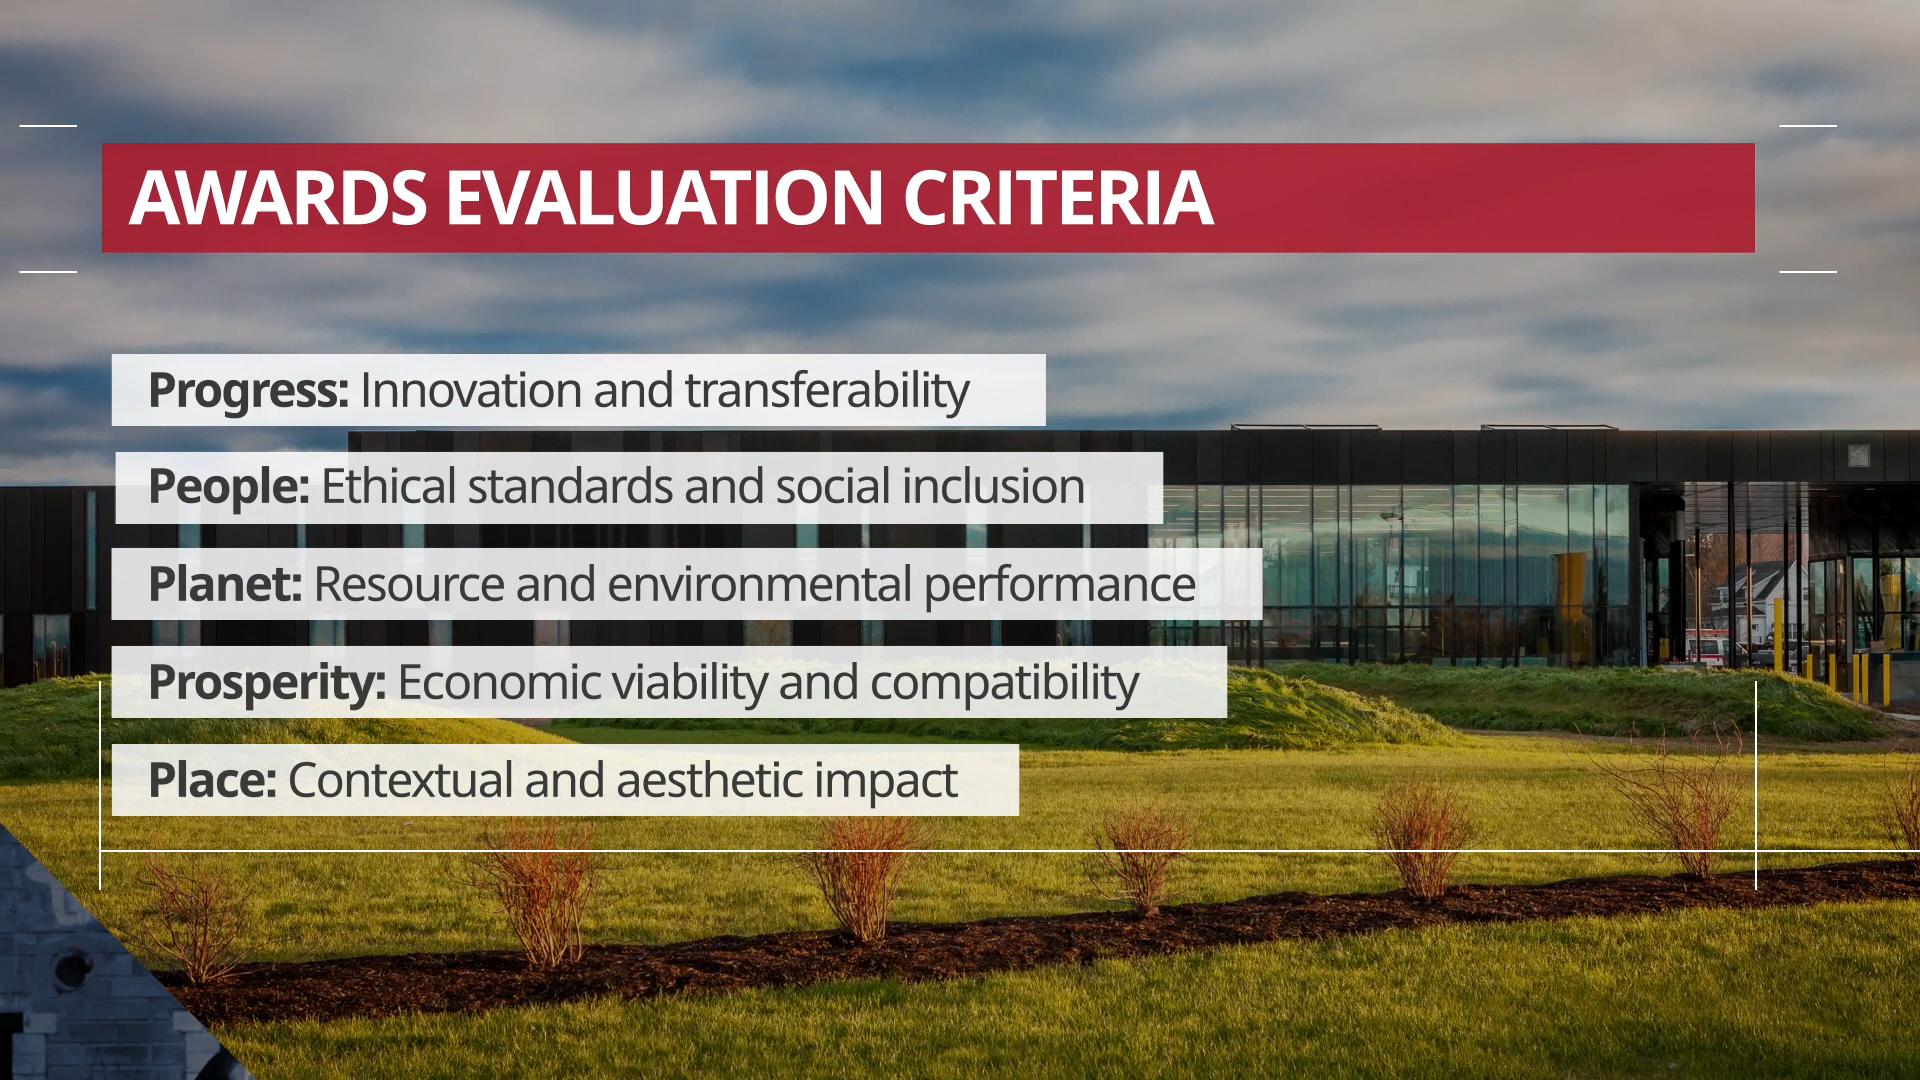 AWARDS EVALUATION CRITERIA
Progress: Innovation and transferability
People: Ethical standards and social inclusion
Planet: Resource and environmental performance
Prosperity: Economic viability and compatibility
Place: Contextual and aesthetic impact